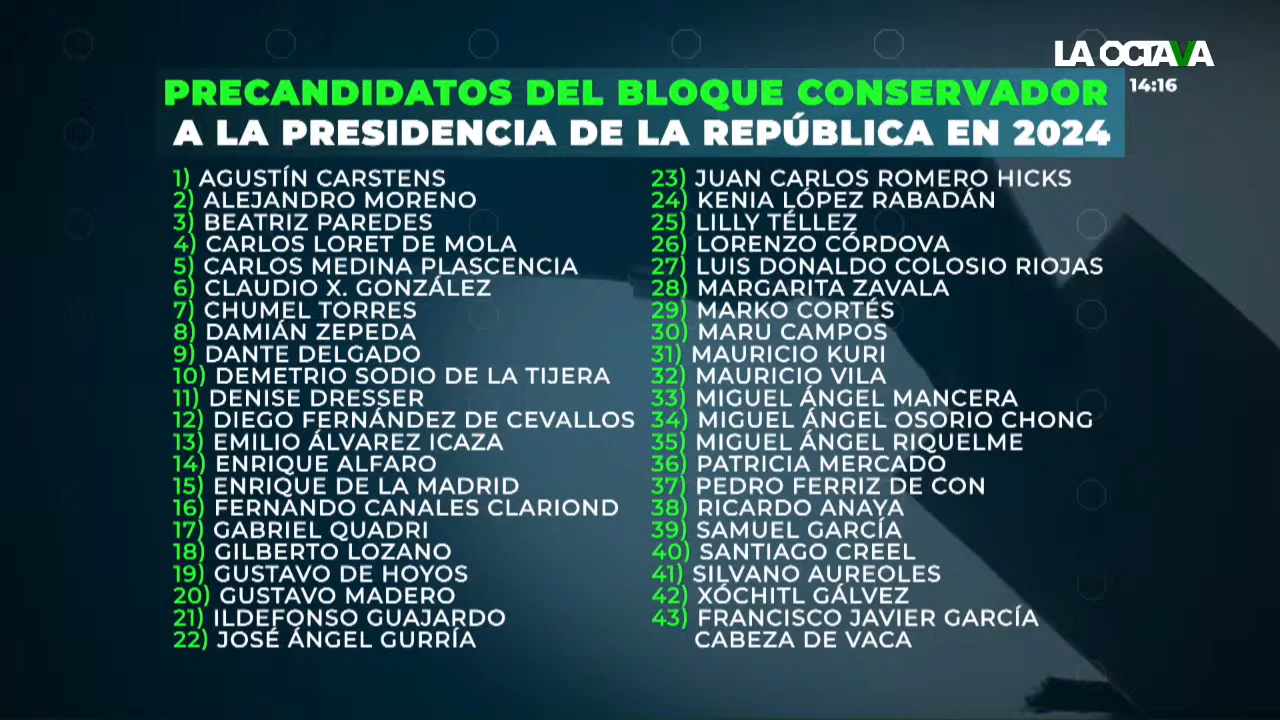 LA OCTAVA
14:16
PRECANDIDATOS DEL BLOQUE CONSERVADOR
A LA PRESIDENCIA DE LA REPÚBLICA EN 2024
1) AGUSTÍN CARSTENS
2) ALEJANDRO MORENO
3) BEATRIZ PAREDES
4) CARLOS LORET DE MOLA
5) CARLOS MEDINA PLASCENCIA
6) CLAUDIO X. GONZÁLEZ
7) CHUMEL TORRES
8) DAMIÁN ZEPEDA
9) DANTE DELGADO
10) DEMETRIO SODIO DE LA TIJERA
11) DENISE DRESSER
12) DIEGO FERNÁNDEZ DE CEVALLOS
13) EMILIO ÁLVAREZ ICAZA
14) ENRIQUE ALFARO
15) ENRIQUE DE LA MADRID
16) FERNANDO CANALES CLARIOND
17) GABRIEL QUADRI
18) GILBERTO LOZANO
19) GUSTAVO DE HOYOS
20) GUSTAVO MADERO
21) ILDEFONSO GUAJARDO
22) JOSÉ ÁNGEL GURRÍA
23) JUAN CARLOS ROMERO HICKS
24) KENIA LÓPEZ RABADÁN
25) LILLY TÉLLEZ
26) LORENZO CÓRDOVA
27) LUIS DONALDO COLOSIO RIOJAS
28) MARGARITA ZAVALA
29) MARKO CORTÉS
30) MARU CAMPOS
31) MAURICIO KURI
32) MAURICIO VILA
33) MIGUEL ÁNGEL MANCERA
34) MIGUEL ÁNGEL OSORIO CHONG
35) MIGUEL ÁNGEL RIQUELME
36) PATRICIA MERCADO
37) PEDRO FERRIZ DE CON
38) RICARDO ANAYA
39) SAMUEL GARCÍA
40) SANTIAGO CREEL
41) SILVANO AUREOLES
42) XÓCHITL GÁLVEZ
43) FRANCISCO JAVIER GARCÍA
CABEZA DE VACA